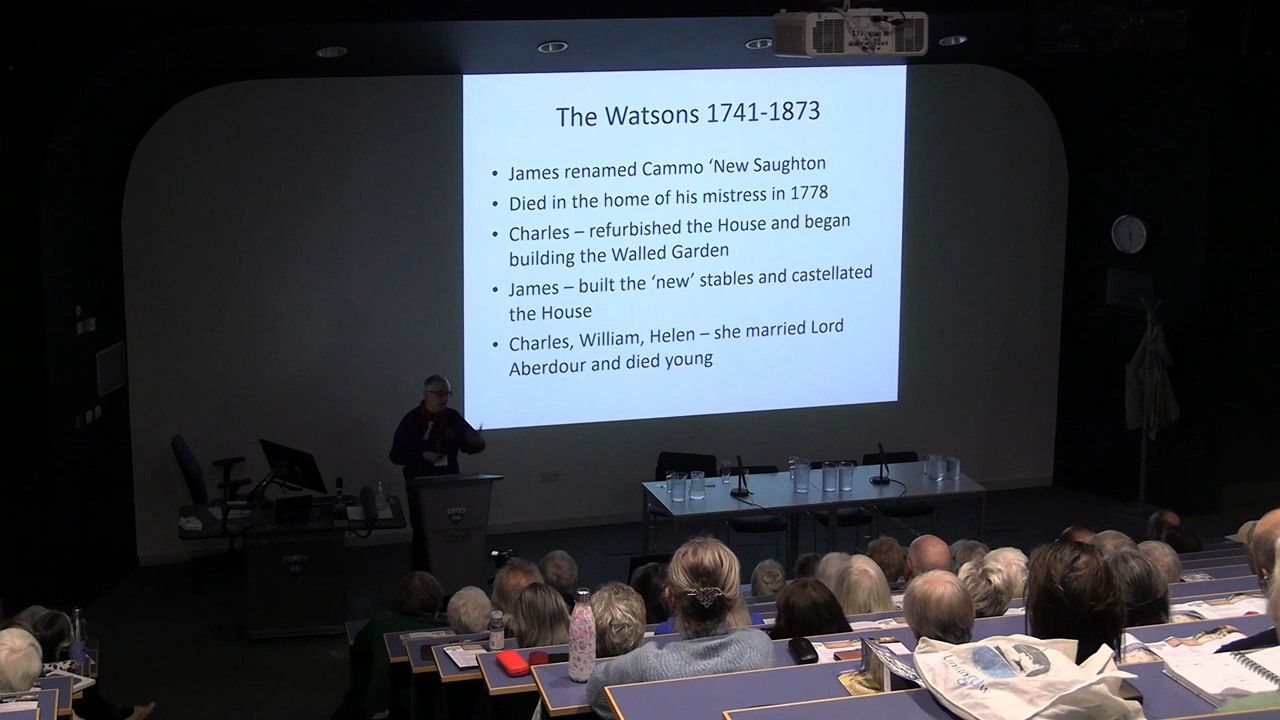 The Watsons 1741-1873
• James renamed Cammo ‘New Saughton
• Died in the home of his mistress in 1778
• Charles – refurbished the House and began
building the Walled Garden
• James – built the ‘new’ stables and castellated
the House
• Charles, William, Helen – she married Lord
Aberdour and died young